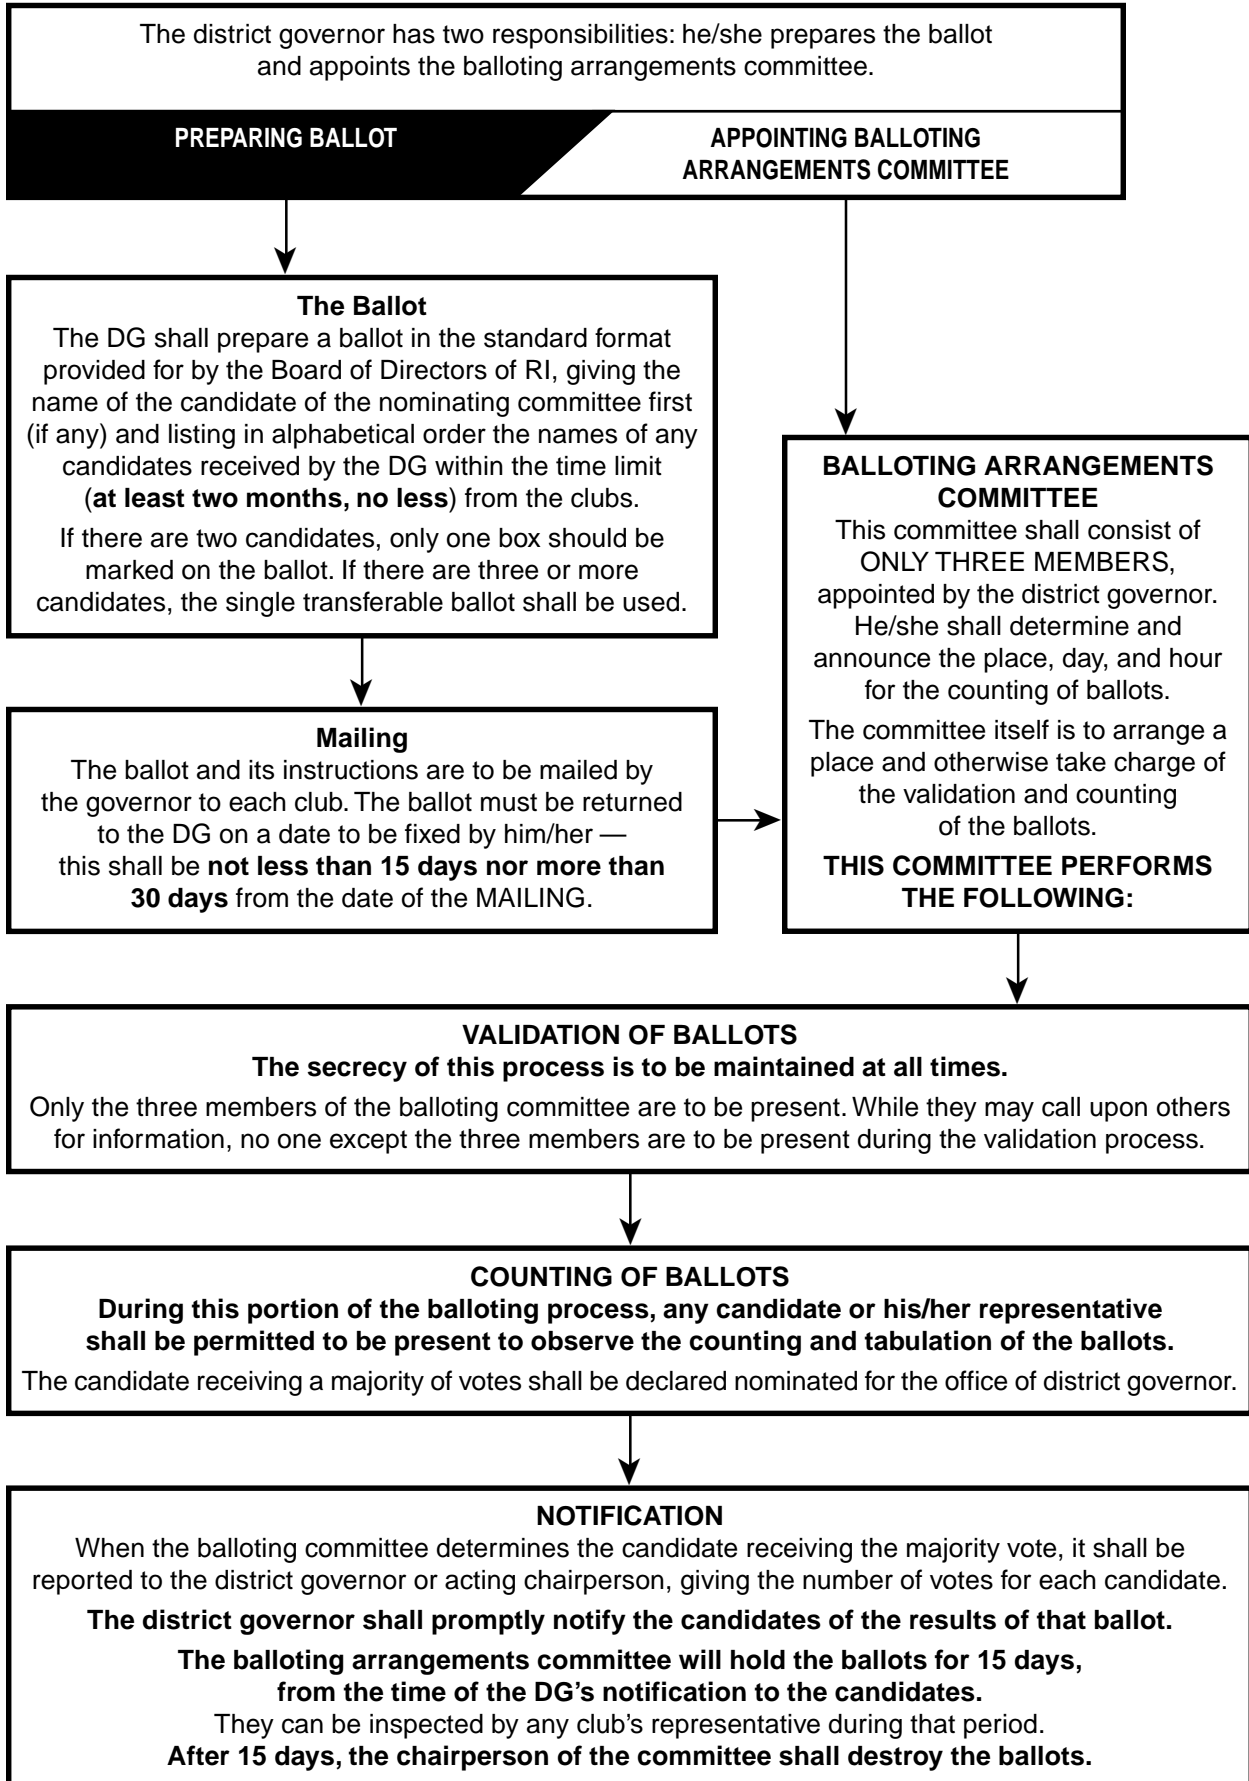 The district governor has two responsibilities: he/she prepares the ballot
and appoints the balloting arrangements committee.
PREPARING BALLOT
APPOINTING BALLOTING
ARRANGEMENTS COMMITTEE
The Ballot
The DG shall prepare a ballot in the standard format
provided for by the Board of Directors of RI, giving the
name of the candidate of the nominating committee first
(if any) and listing in alphabetical order the names of any
candidates received by the DG within the time limit
(at least two months, no less) from the clubs.
If there are two candidates, only one box should be
marked on the ballot. If there are three or more
candidates, the single transferable ballot shall be used.
Mailing
The ballot and its instructions are to be mailed by
the governor to each club. The ballot must be returned
to the DG on a date to be fixed by him/her —
this shall be not less than 15 days nor more than
30 days from the date of the MAILING.
BALLOTING ARRANGEMENTS
COMMITTEE
This committee shall consist of
ONLY THREE MEMBERS,
appointed by the district governor.
He/she shall determine and
announce the place, day, and hour
for the counting of ballots.
The committee itself is to arrange a
place and otherwise take charge of
the validation and counting
of the ballots.
THIS COMMITTEE PERFORMS
THE FOLLOWING:
VALIDATION OF BALLOTS
The secrecy of this process is to be maintained at all times.
Only the three members of the balloting committee are to be present. While they may call upon others
for information, no one except the three members are to be present during the validation process.
COUNTING OF BALLOTS
During this portion of the balloting process, any candidate or his/her representative
shall be permitted to be present to observe the counting and tabulation of the ballots.
The candidate receiving a majority of votes shall be declared nominated for the office of district governor.
NOTIFICATION
When the balloting committee determines the candidate receiving the majority vote, it shall be
reported to the district governor or acting chairperson, giving the number of votes for each candidate.
The district governor shall promptly notify the candidates of the results of that ballot.
The balloting arrangements committee will hold the ballots for 15 days,
from the time of the DG’s notification to the candidates.
They can be inspected by any club’s representative during that period.
After 15 days, the chairperson of the committee shall destroy the ballots.